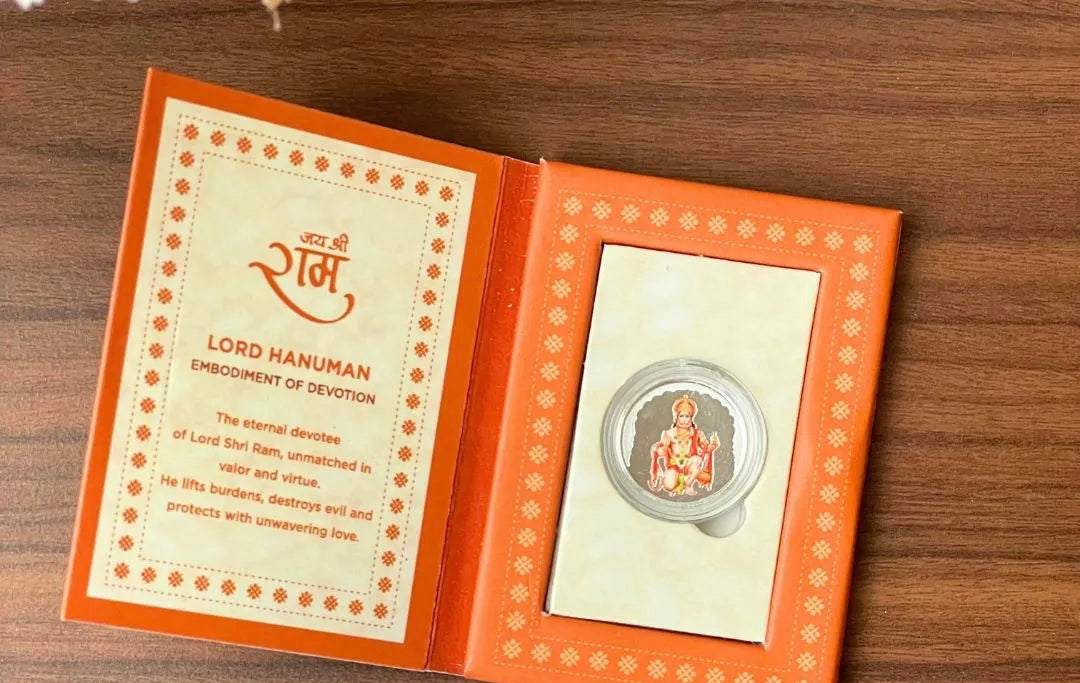 जय श्री
राम
LORD HANUMAN
EMBODIMENT OF DEVOTION
The eternal devotee
of Lord Shri Ram, unmatched in
valor and virtue.
He lifts burdens, destroys evil and
protects with unwavering love.